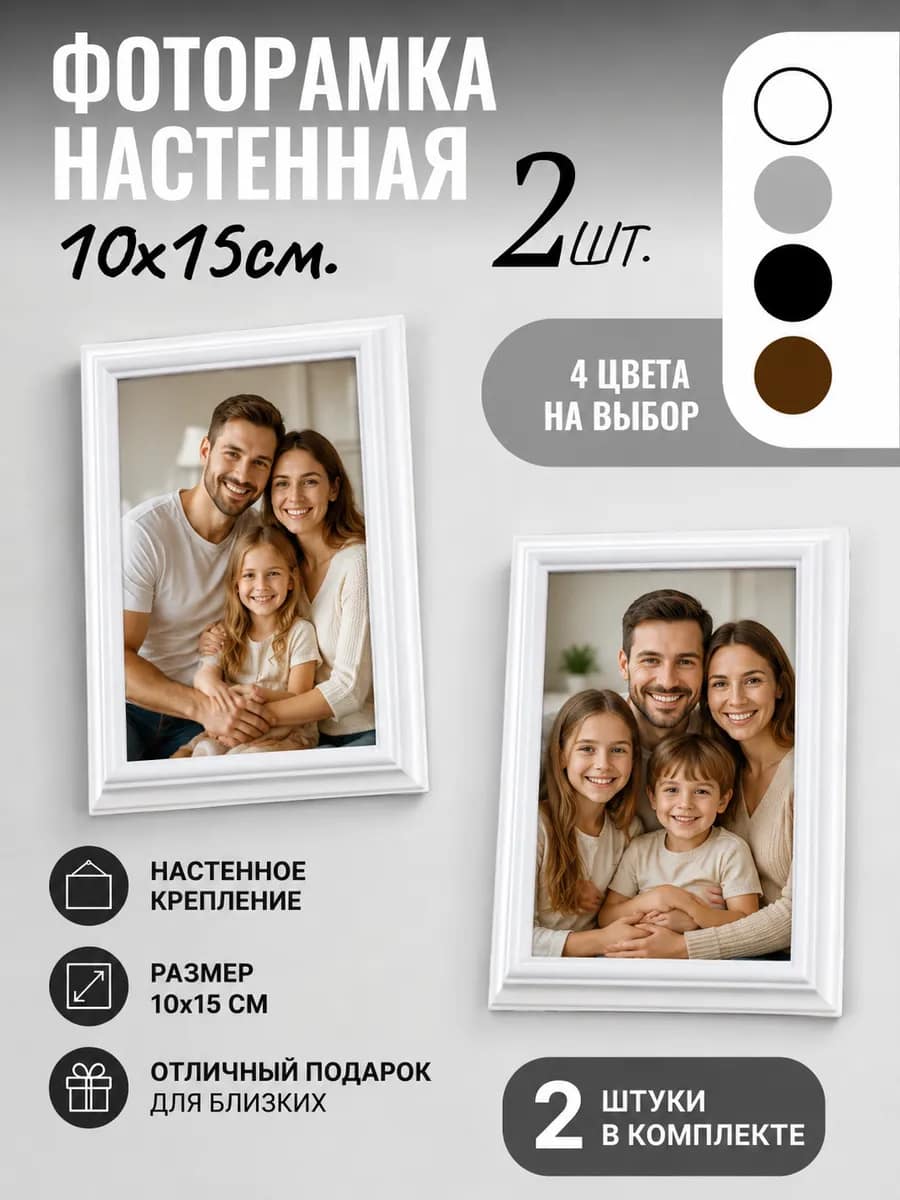 ФОТОРАМКА
НАСТЕННАЯ
10х15см.
2шт.
4 ЦВЕТА
НА ВЫБОР
НАСТЕННОЕ
КРЕПЛЕНИЕ
РАЗМЕР
10х15 СМ
ОТЛИЧНЫЙ ПОДАРОК
ДЛЯ БЛИЗКИХ
2 ШТУКИ
В КОМПЛЕКТЕ